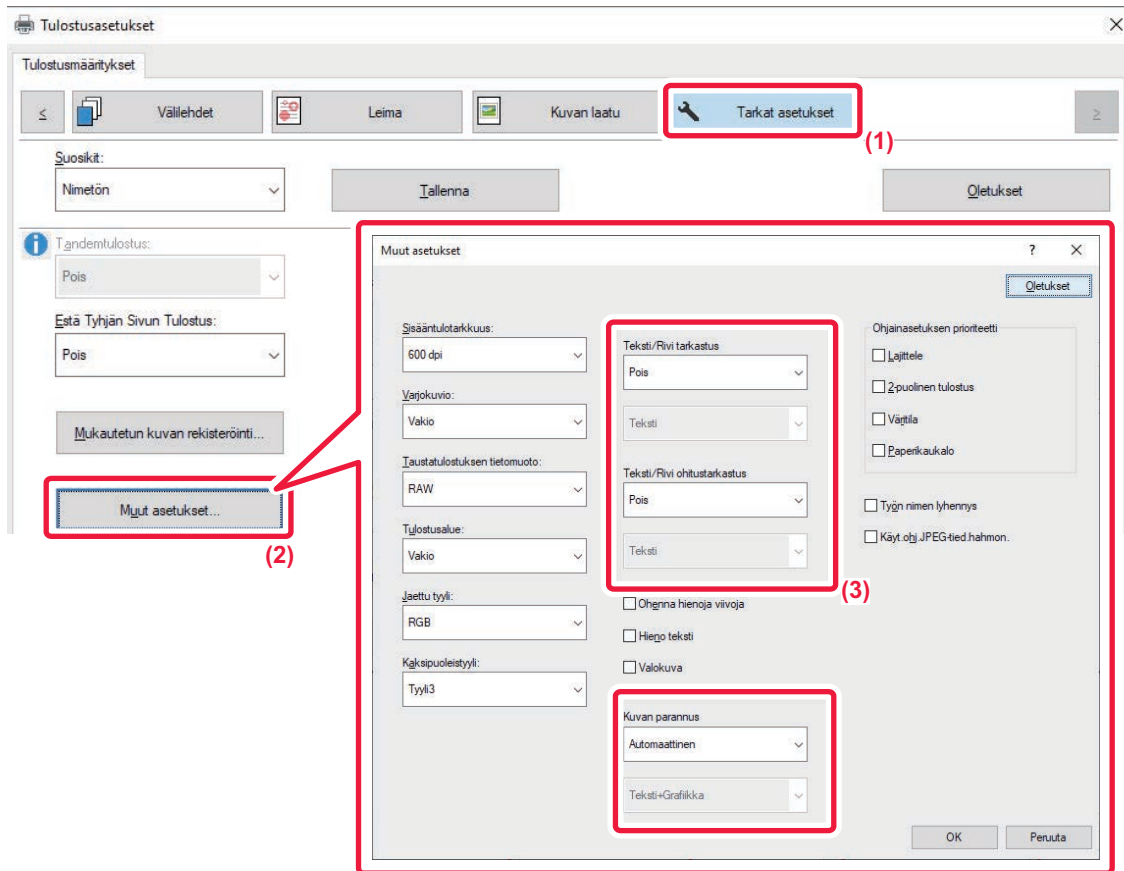 Tulostusasetukset
Tulostusmääritykset
<
Välilehdet
Leima
Kuvan laatu
Tarkat asetukset
>
(1)
Suosikit:
Nimetön
Tallenna
Oletukset
Tandemtulostus:
Pois
Estä Tyhjän Sivun Tulostus:
Pois
Mukautetun kuvan rekisteröinti...
Muut asetukset...
(2)
Muut asetukset
?
Oletukset
Sisääntulotarkkuus:
600 dpi
Varjokuvio:
Vakio
Taustatulostuksen tietomuoto:
RAW
Tulostusalue:
Vakio
Jaettu tyyli:
RGB
Kaksipuoleistyyli:
Tyyli3
Teksti/Rivi tarkastus
Pois
Teksti
Teksti/Rivi ohitustarkastus
Pois
Teksti
(3)
Ohenna hienoja viivoja
Hieno teksti
Valokuva
Kuvan parannus
Automaattinen
Teksti+Grafiikka
Ohjainasetuksen prioriteetti
Lajittele
2-puolinen tulostus
Väritila
Paperikaukalo
Työn nimen lyhennys
Käyt.ohj.JPEG-tied.hahmon.
OK
Peruuta